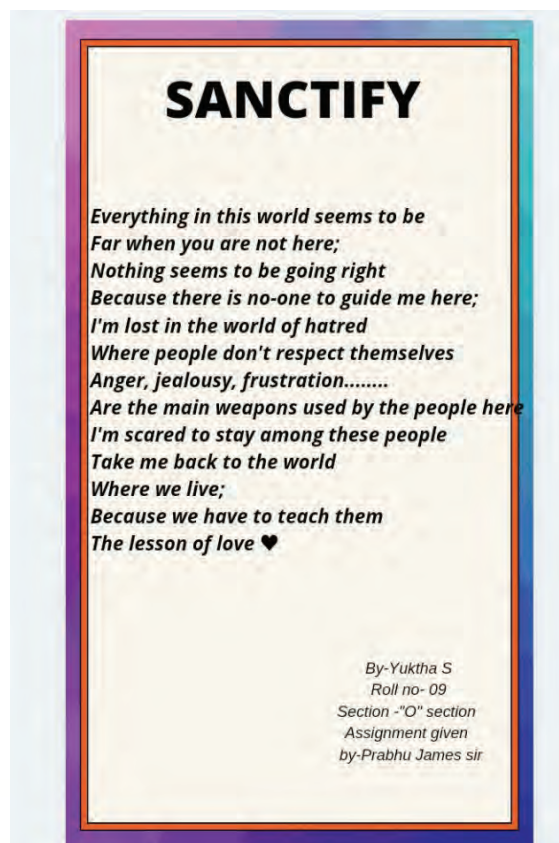 SANCTIFY
Everything in this world seems to be
Far when you are not here;
Nothing seems to be going right
Because there is no-one to guide me here;
I'm lost in the world of hatred
Where people don't respect themselves
Anger, jealousy, frustration........
Are the main weapons used by the people here
I'm scared to stay among these people
Take me back to the world
Where we live;
Because we have to teach them
The lesson of love ♥
By-Yuktha S
Roll no- 09
Section -"O" section
Assignment given
by-Prabhu James sir